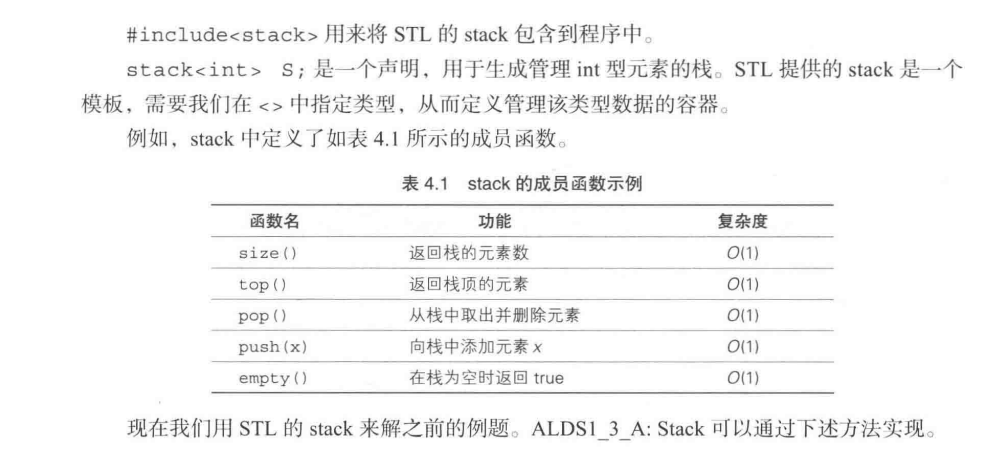 #include<stack> 用来将 STL 的 stack 包含到程序中。
stack<int> S; 是一个声明，用于生成管理 int 型元素的栈。STL 提供的 stack 是一个
模板，需要我们在 <> 中指定类型，从而定义管理该类型数据的容器。
例如，stack 中定义了如表 4.1 所示的成员函数。
表 4.1 stack 的成员函数示例
函数名 功能 复杂度
size() 返回栈的元素数 O(1)
top() 返回栈顶的元素 O(1)
pop() 从栈中取出并删除元素 O(1)
push(x) 向栈中添加元素 x O(1)
empty() 在栈为空时返回 true O(1)
现在我们用 STL 的 stack 来解之前的例题。ALDS1_3_A: Stack 可以通过下述方法实现。